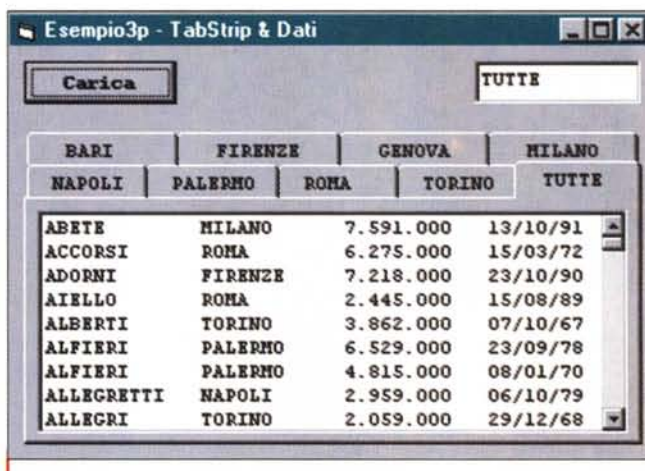 Esempio3p - TabStrip & Dati
Carica
TUTTE
BARI FIRENZE GENOVA MILANO
NAPOLI PALERMO ROMA TORINO TUTTE
ABETE MILANO 7.591.000 13/10/91
ACCORSI ROMA 6.275.000 15/03/72
ADORNI FIRENZE 7.218.000 23/10/90
AIELLO ROMA 2.445.000 15/08/89
ALBERTI TORINO 3.862.000 07/10/67
ALFIERI PALERMO 6.529.000 23/09/78
ALFIERI PALERMO 4.815.000 08/01/70
ALLEGRETTI NAPOLI 2.959.000 06/10/79
ALLEGRI TORINO 2.059.000 29/12/68